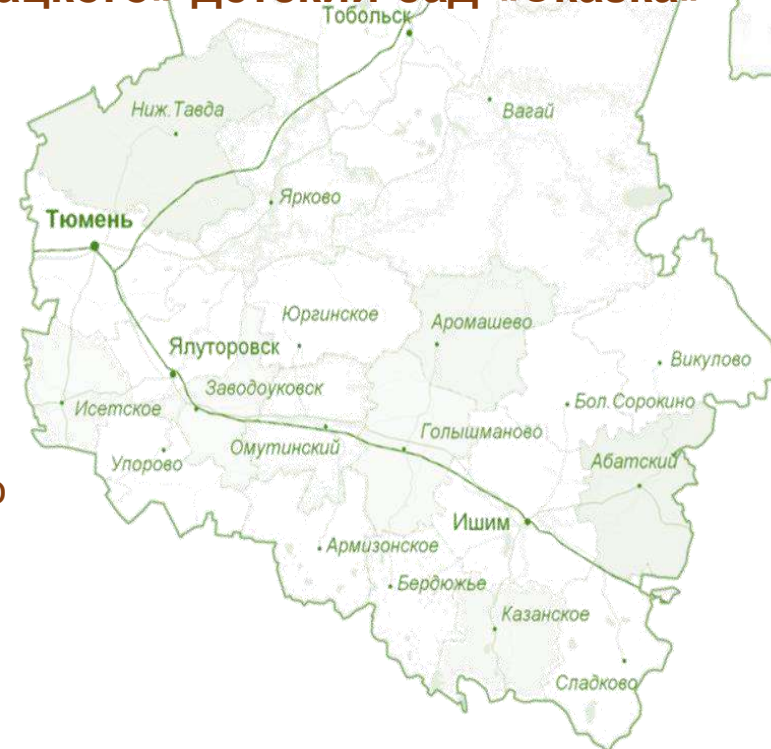 детский сад «Сказка»
Тобольск
Ниж.Тавда
Вагай
Ярково
Тюмень
Юргинское
Аромашево
Ялуторовск
Викулово
Заводоуковск
Бол.Сорокино
Исетское
Голышманово
Омутинский
Абатский
Упорово
Ишим
Армизонское
Бердюжье
Казанское
Сладково